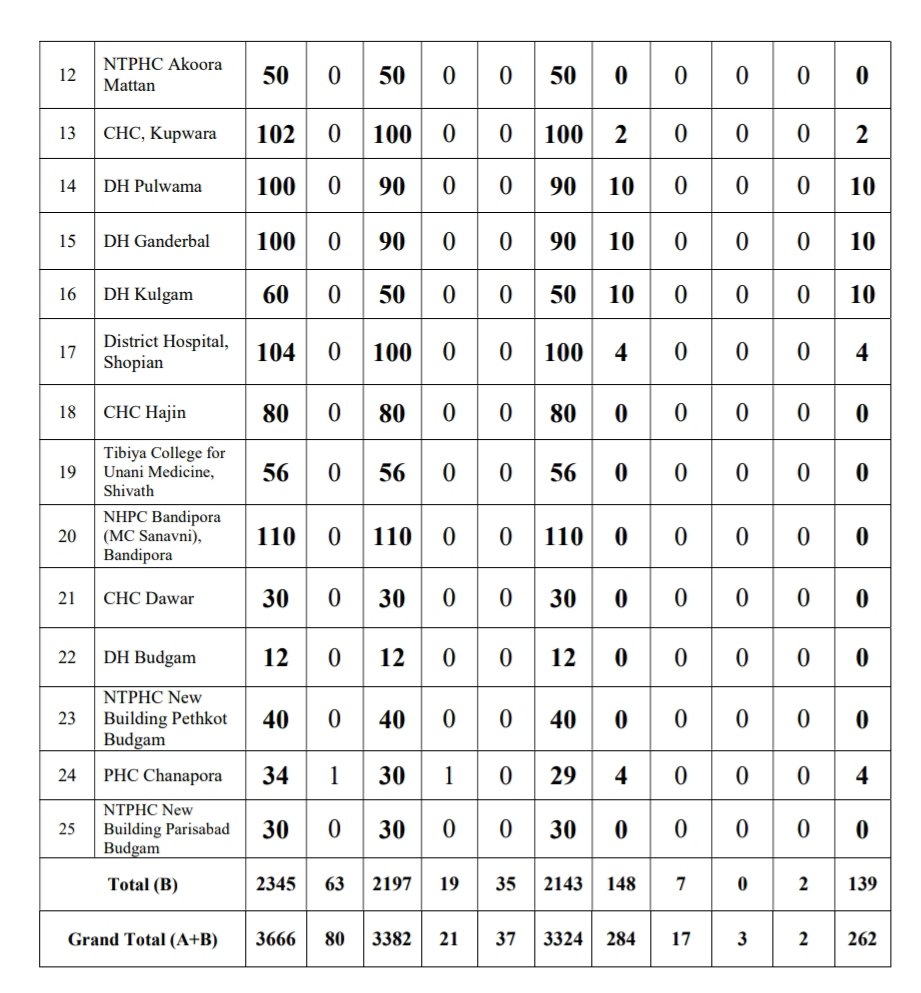 12 NTPHC Akoora Mattan 50 0 50 0 0 50 0 0 0 0 0
13 CHC, Kupwara 102 0 100 0 0 100 2 0 0 0 2
14 DH Pulwama 100 0 90 0 0 90 10 0 0 0 10
15 DH Ganderbal 100 0 90 0 0 90 10 0 0 0 10
16 DH Kulgam 60 0 50 0 0 50 10 0 0 0 10
17 District Hospital, Shopian 104 0 100 0 0 100 4 0 0 0 4
18 CHC Hajin 80 0 80 0 0 80 0 0 0 0 0
19 Tibiya College for Unani Medicine, Shivath 56 0 56 0 0 56 0 0 0 0 0
20 NHPC Bandipora (MC Sanavni), Bandipora 110 0 110 0 0 110 0 0 0 0 0
21 CHC Dawar 30 0 30 0 0 30 0 0 0 0 0
22 DH Budgam 12 0 12 0 0 12 0 0 0 0 0
23 NTPHC New Building Pethkot Budgam 40 0 40 0 0 40 0 0 0 0 0
24 PHC Chanapora 34 1 30 1 0 29 4 0 0 0 4
25 NTPHC New Building Parisabad Budgam 30 0 30 0 0 30 0 0 0 0 0
Total (B) 2345 63 2197 19 35 2143 148 7 0 2 139
Grand Total (A+B) 3666 80 3382 21 37 3324 284 17 3 2 262